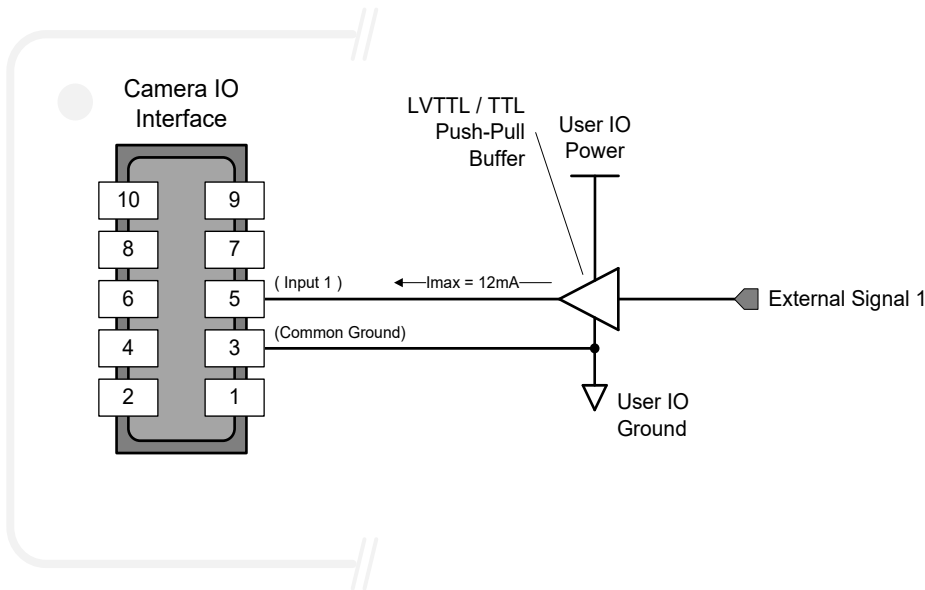 Camera IO
Interface
LVTTL / TTL
Push-Pull
Buffer
User IO
Power
10
9
8
7
6
5
( Input 1 )
Imax = 12mA
External Signal 1
4
3
(Common Ground)
2
1
User IO
Ground